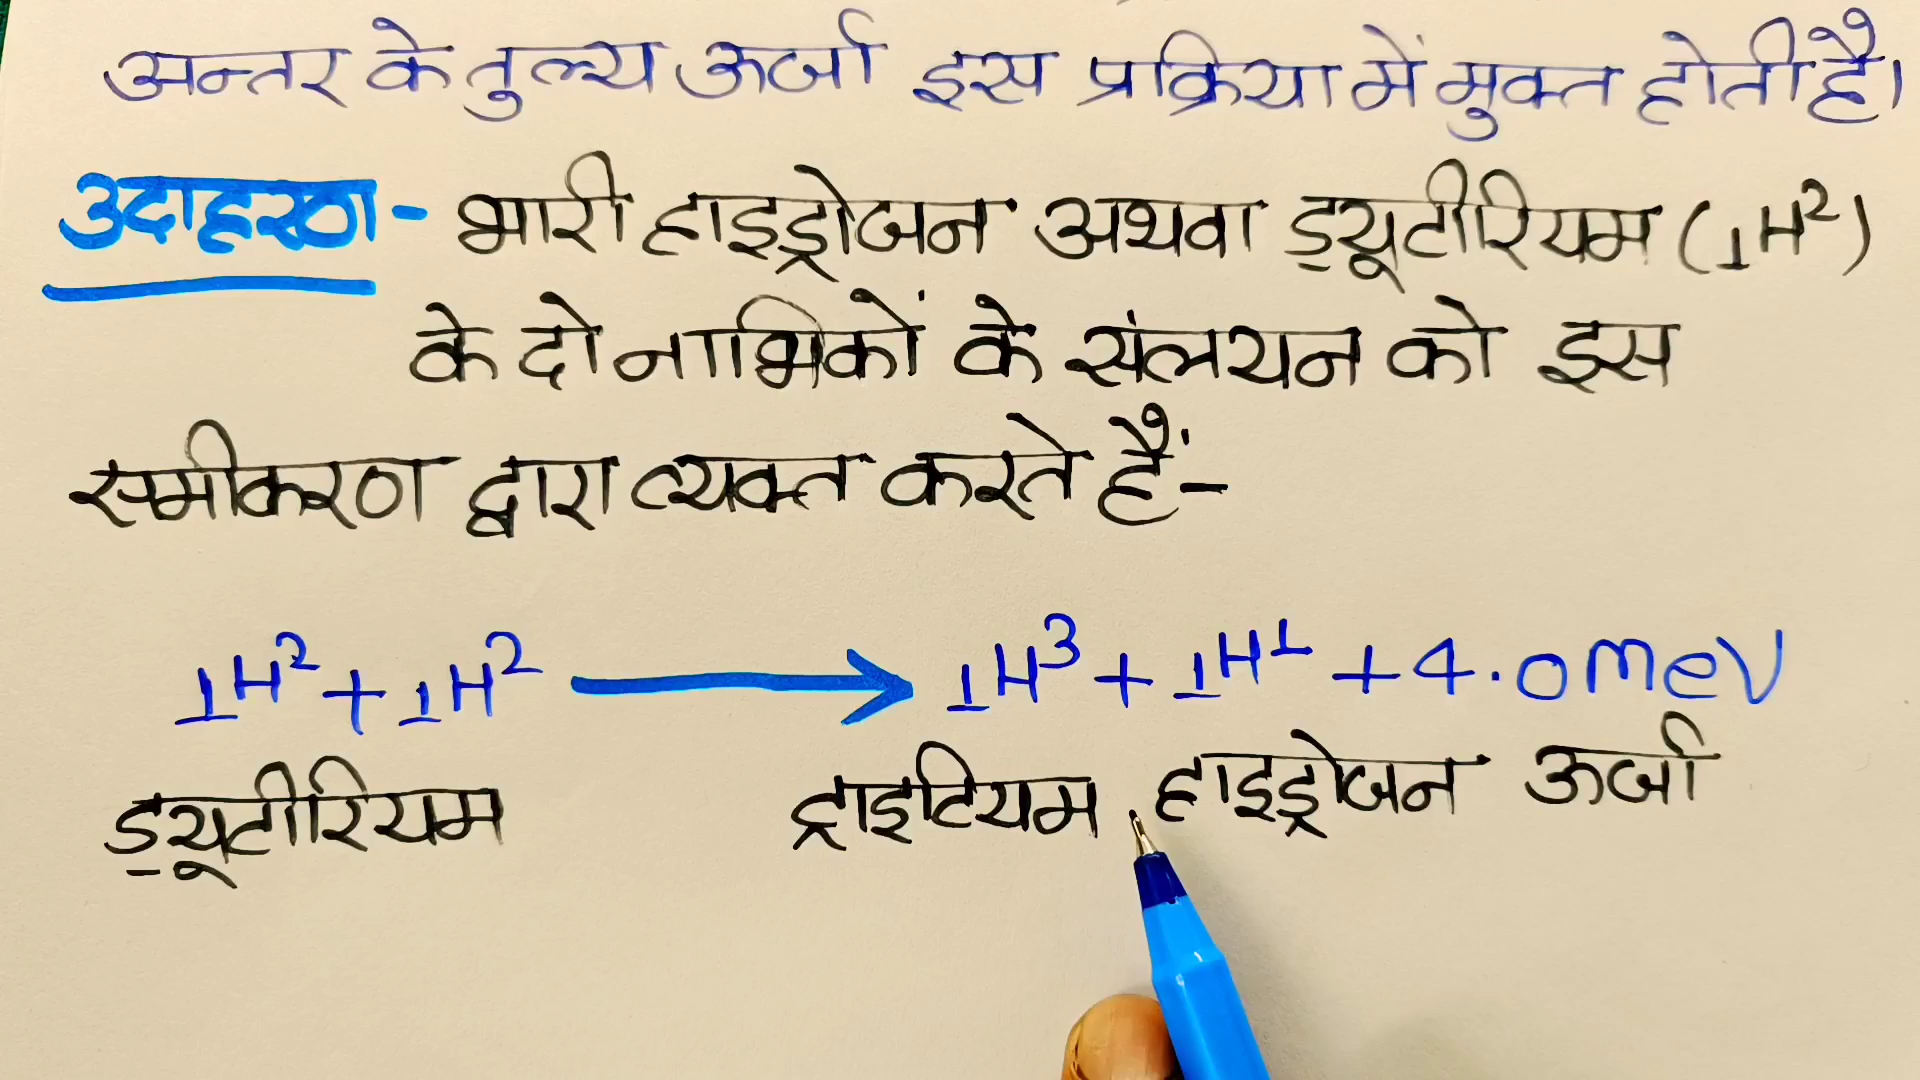 अन्तर के तुल्य ऊर्जा इस प्रक्रिया में मुक्त होती है।
उदाहरण- भारी हाइड्रोजन अथवा ड्यूटीरियम (₁H²)
के दो नाभिकों के संलयन को इस
समीकरण द्वारा व्यक्त करते हैं-
₁H² + ₁H² ⟶ ₁H³ + ₁H¹ + 4.0 meV
ड्यूटीरियम ट्राइटियम हाइड्रोजन ऊर्जा